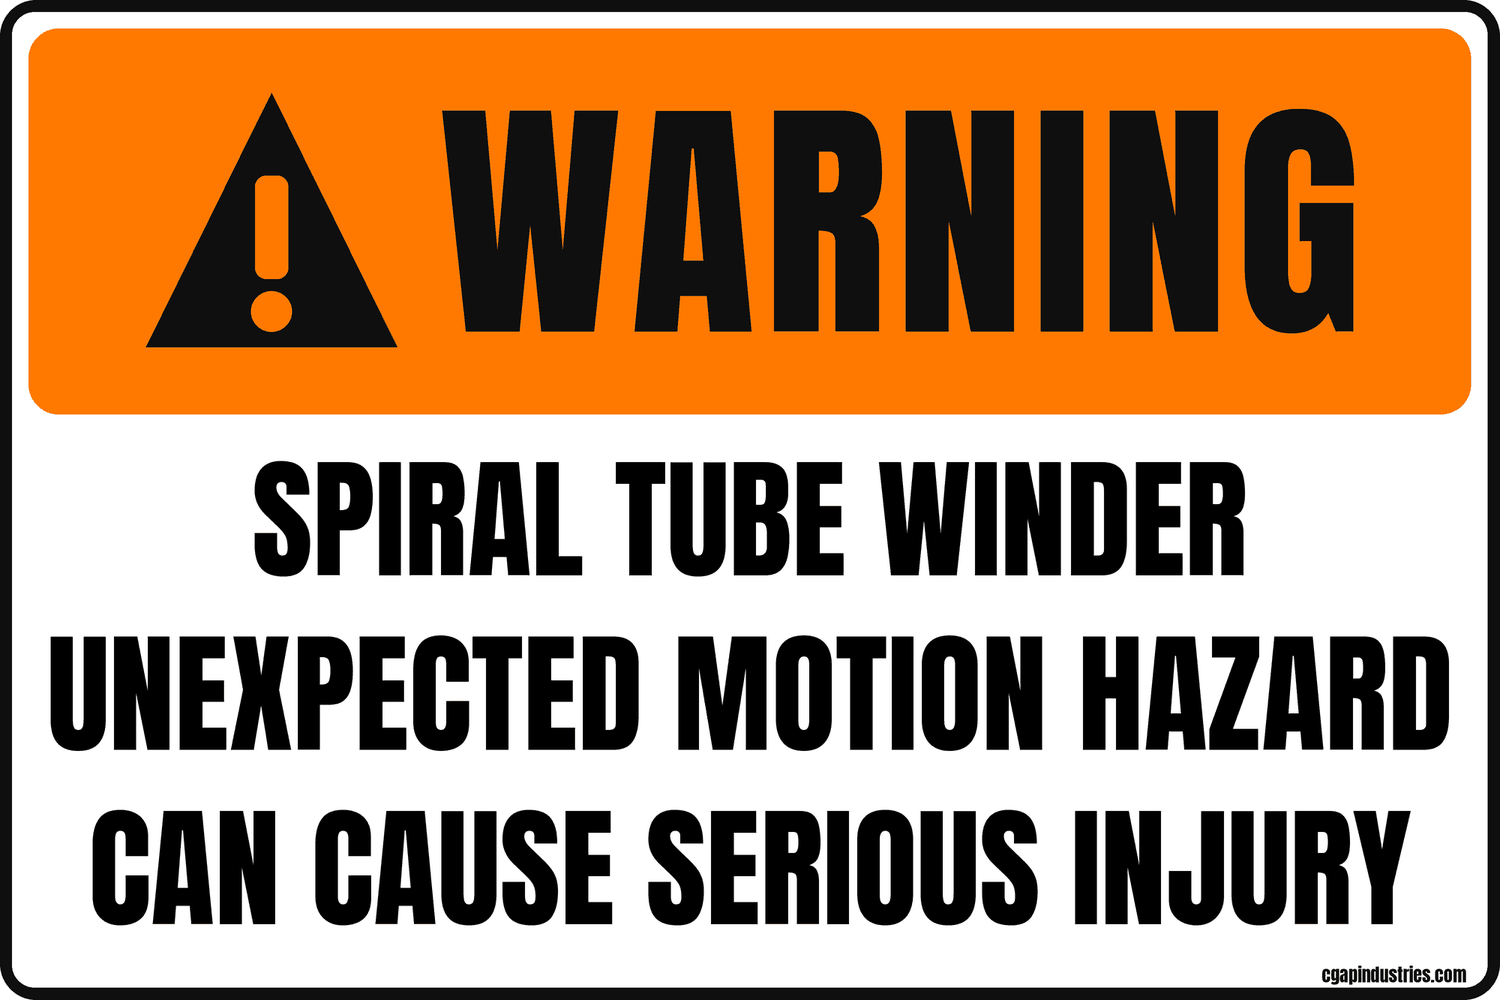 WARNING
SPIRAL TUBE WINDER
UNEXPECTED MOTION HAZARD
CAN CAUSE SERIOUS INJURY
cgapindustries.com